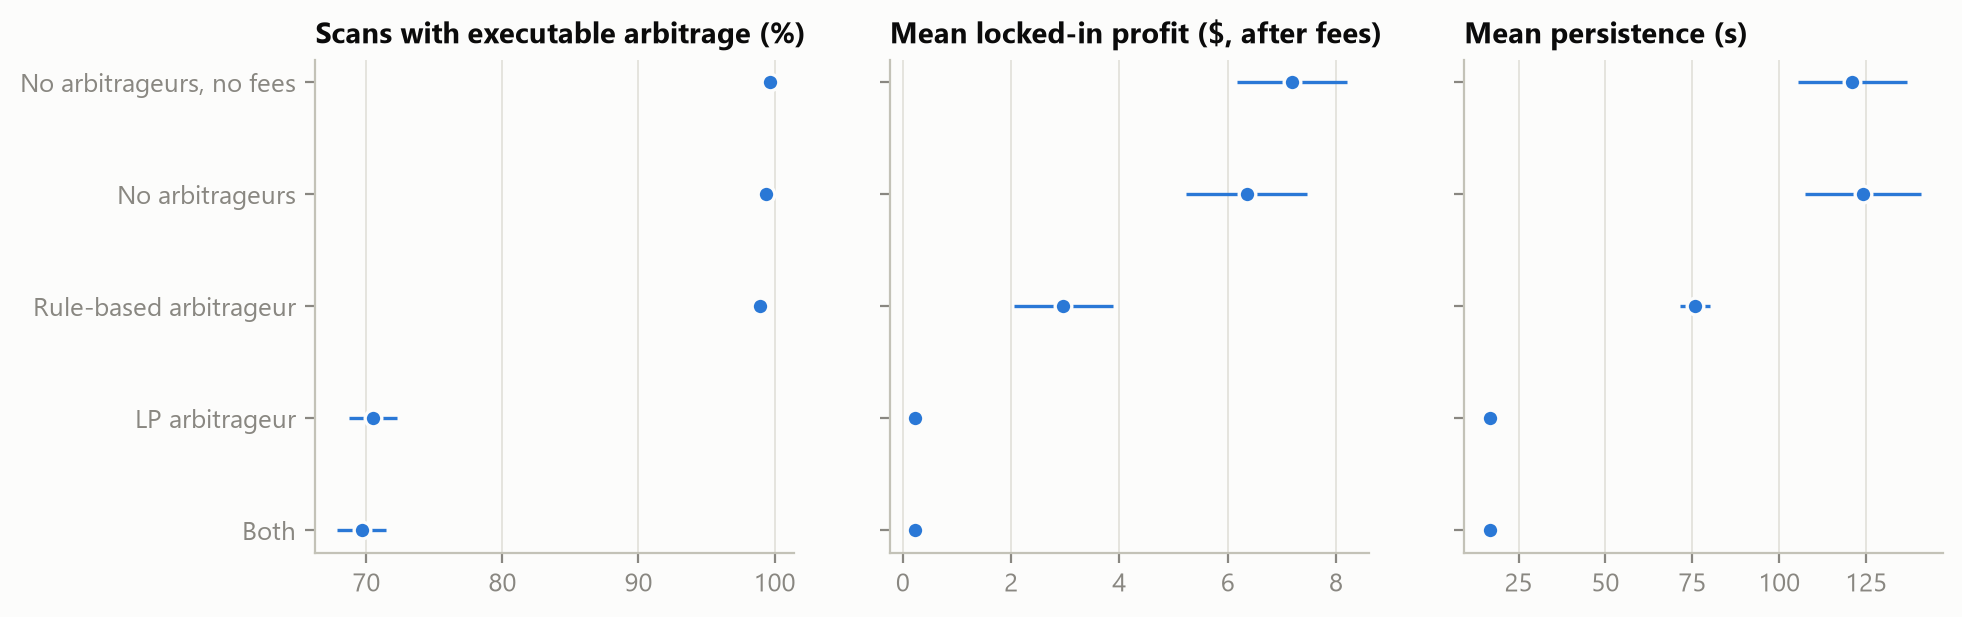 Scans with executable arbitrage (%)
Mean locked-in profit ($, after fees)
Mean persistence (s)
No arbitrageurs, no fees
No arbitrageurs
Rule-based arbitrageur
LP arbitrageur
Both
70 80 90 100
0 2 4 6 8
25 50 75 100 125